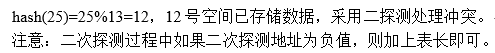 hash(25)=25%13=12，12 号空间已存储数据，采用二探测处理冲突。
注意：二次探测过程中如果二次探测地址为负值，则加上表长即可。